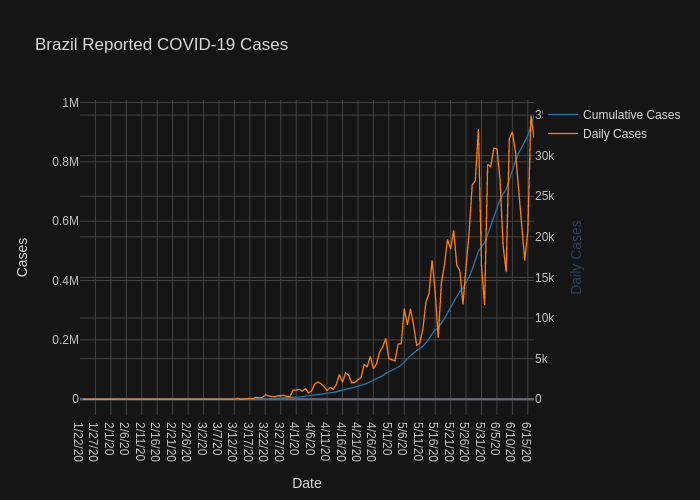 Brazil Reported COVID-19 Cases
Cumulative Cases
Daily Cases
1M
0.8M
0.6M
0.4M
0.2M
0
Cases
30k
25k
20k
15k
10k
5k
0
Daily Cases
1/22/20
1/27/20
2/1/20
2/6/20
2/11/20
2/16/20
2/21/20
2/26/20
3/2/20
3/7/20
3/12/20
3/17/20
3/22/20
3/27/20
4/1/20
4/6/20
4/11/20
4/16/20
4/21/20
4/26/20
5/1/20
5/6/20
5/11/20
5/16/20
5/21/20
5/26/20
5/31/20
6/5/20
6/10/20
6/15/20
Date